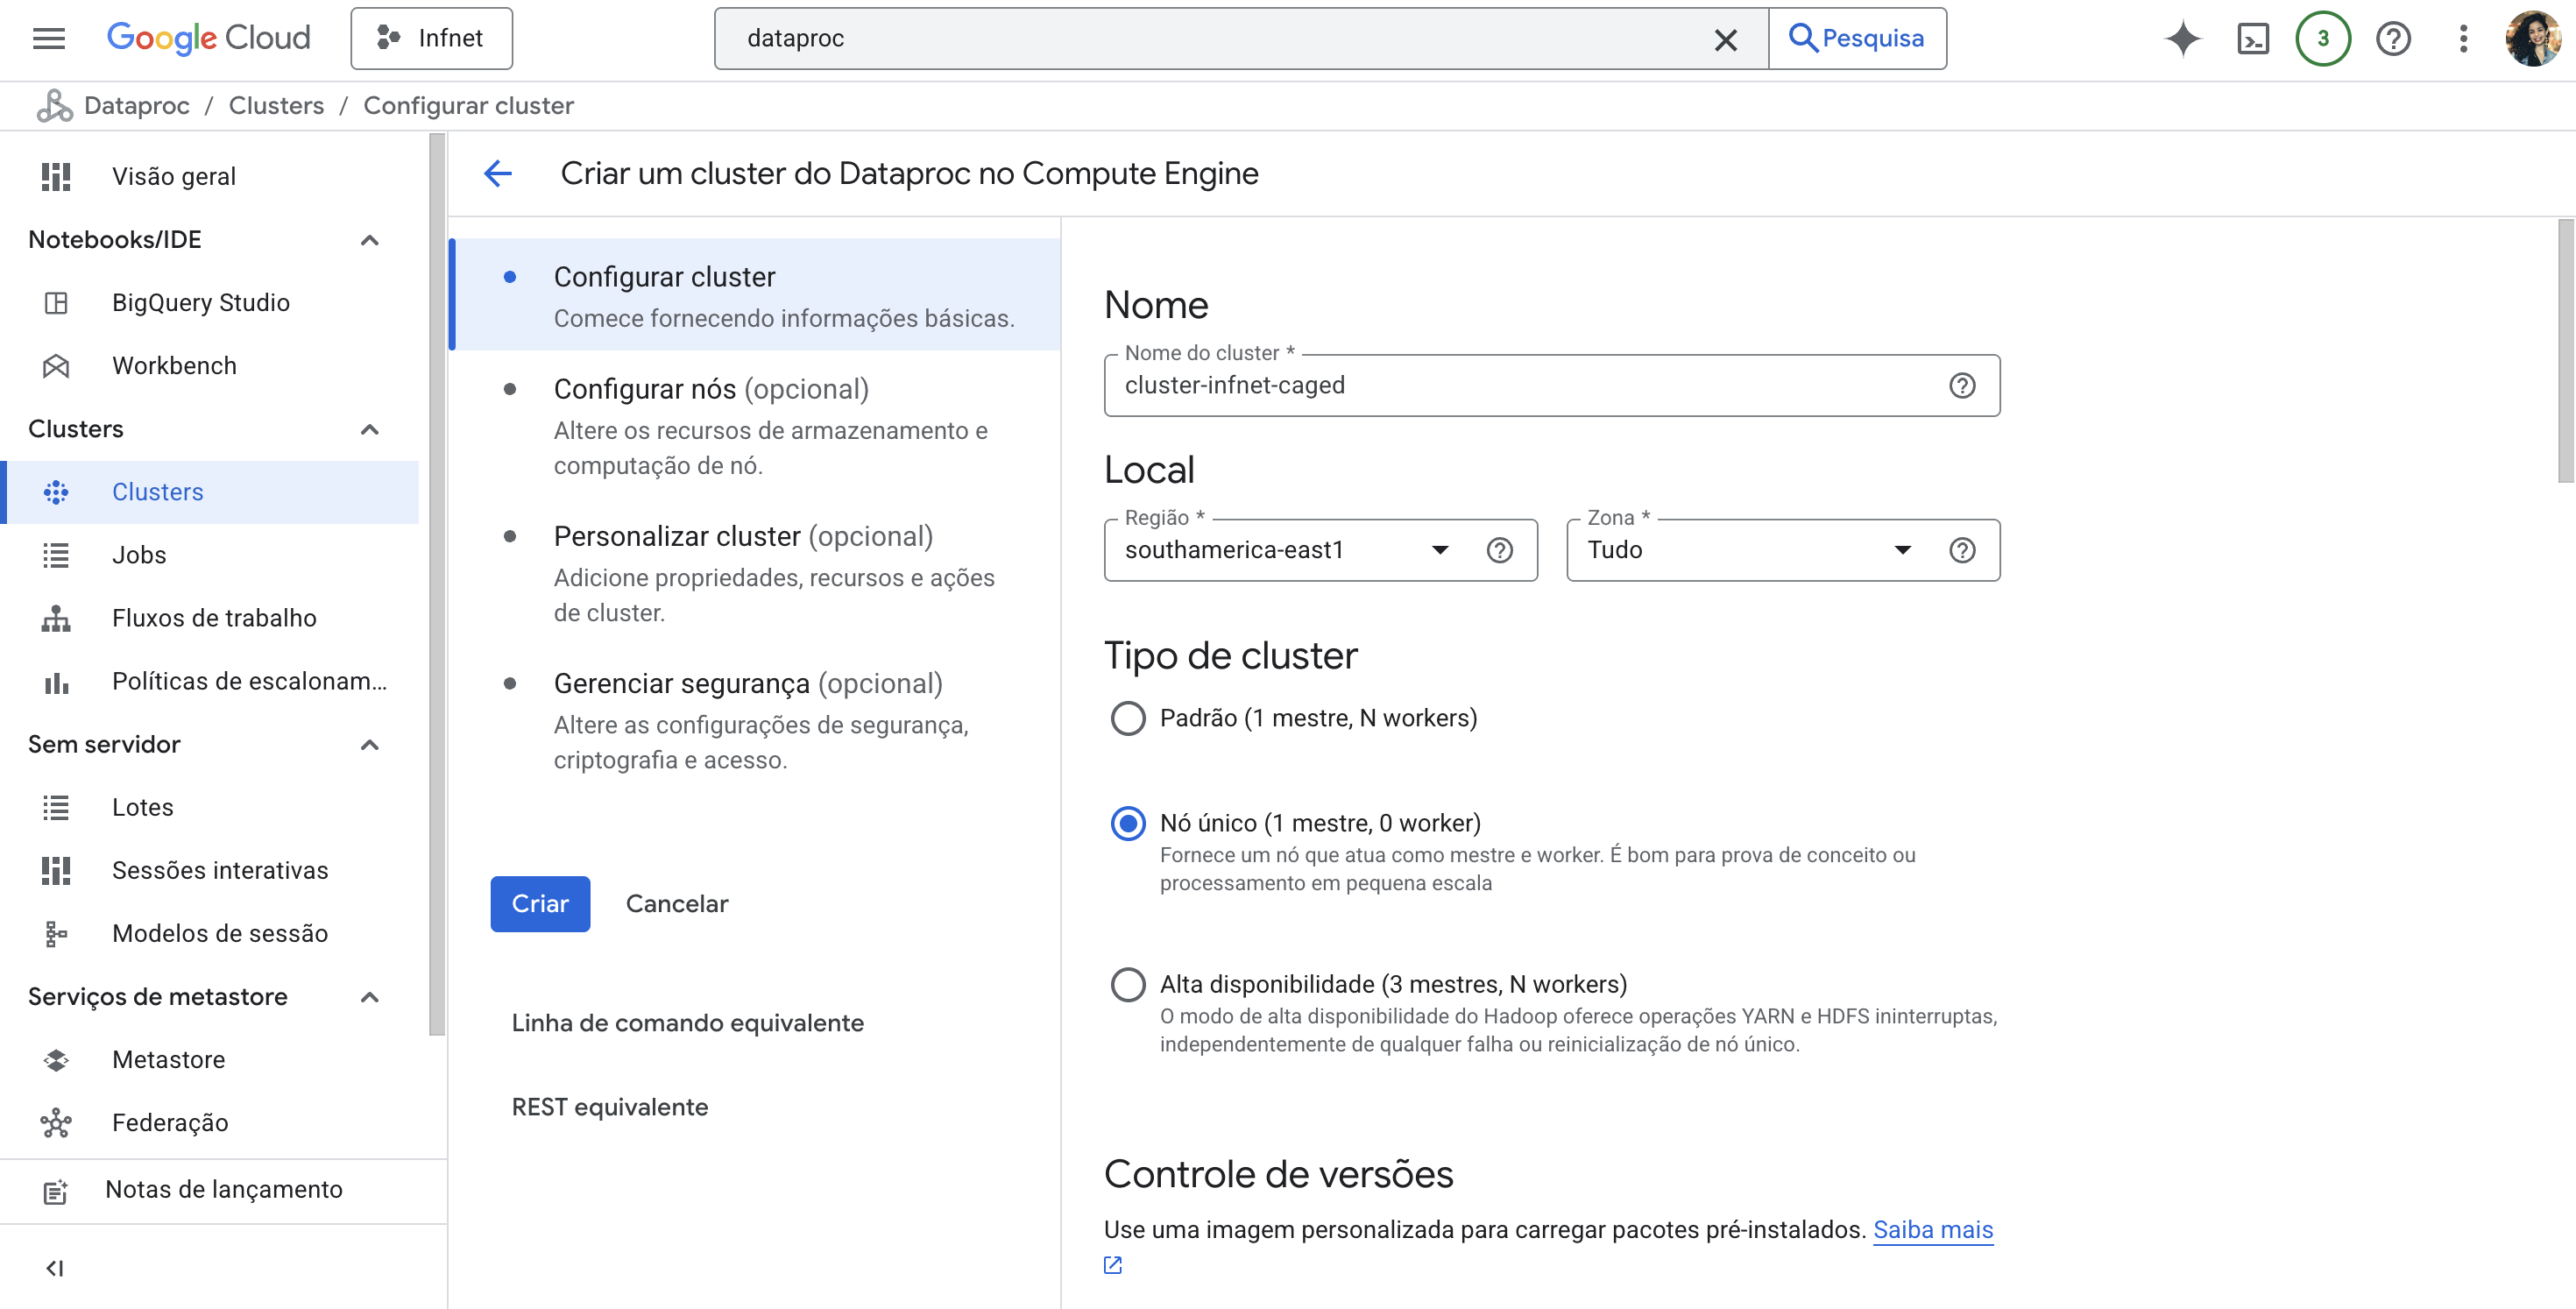 Google Cloud
Infnet
dataproc
Pesquisa
3
Dataproc / Clusters / Configurar cluster
Visão geral
Notebooks/IDE
BigQuery Studio
Workbench
Clusters
Clusters
Jobs
Fluxos de trabalho
Políticas de escalonam...
Sem servidor
Lotes
Sessões interativas
Modelos de sessão
Serviços de metastore
Metastore
Federação
Notas de lançamento
Criar um cluster do Dataproc no Compute Engine
Configurar cluster
Comece fornecendo informações básicas.
Configurar nós (opcional)
Altere os recursos de armazenamento e
computação de nó.
Personalizar cluster (opcional)
Adicione propriedades, recursos e ações
de cluster.
Gerenciar segurança (opcional)
Altere as configurações de segurança,
criptografia e acesso.
Criar
Cancelar
Linha de comando equivalente
REST equivalente
Nome
Nome do cluster *
cluster-infnet-caged
Local
Região *
southamerica-east1
Zona *
Tudo
Tipo de cluster
Padrão (1 mestre, N workers)
Nó único (1 mestre, 0 worker)
Fornece um nó que atua como mestre e worker. É bom para prova de conceito ou
processamento em pequena escala
Alta disponibilidade (3 mestres, N workers)
O modo de alta disponibilidade do Hadoop oferece operações YARN e HDFS ininterruptas,
independentemente de qualquer falha ou reinicialização de nó único.
Controle de versões
Use uma imagem personalizada para carregar pacotes pré-instalados. Saiba mais